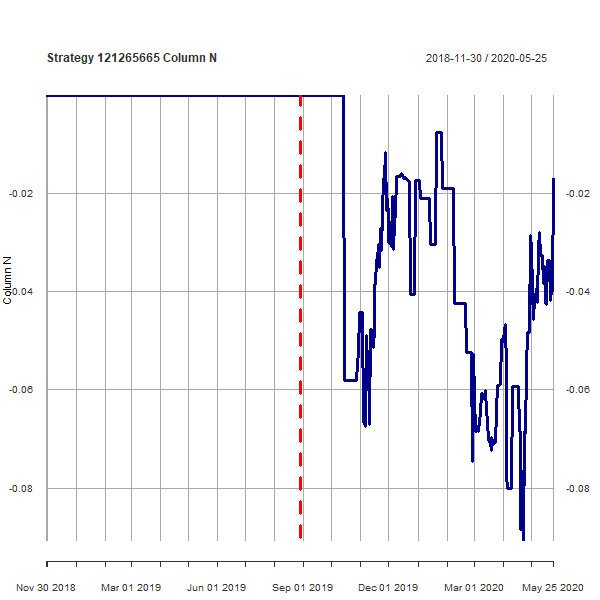 Strategy 121265665 Column N
2018-11-30 / 2020-05-25
-0.02
-0.02
-0.04
-0.04
-0.06
-0.06
-0.08
-0.08
Column N
Nov 30 2018
Mar 01 2019
Jun 01 2019
Sep 01 2019
Dec 01 2019
Mar 01 2020
May 25 2020